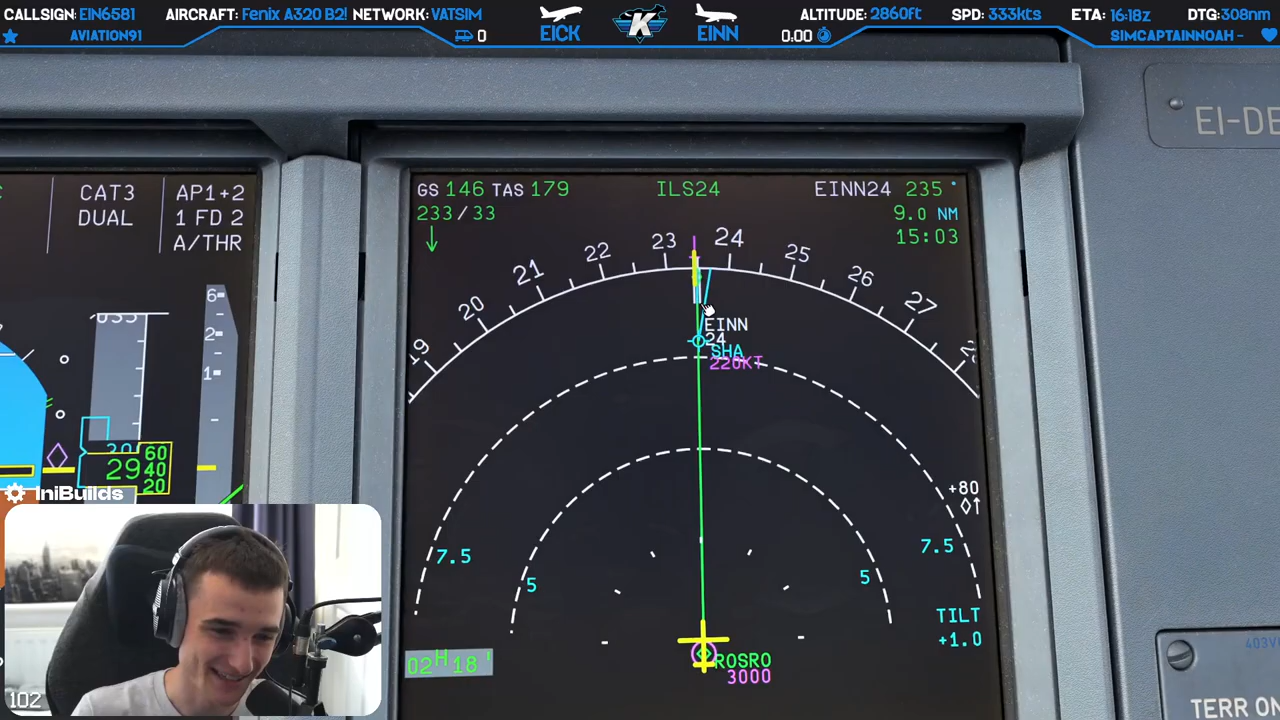 CALLSIGN: EIN6581 AIRCRAFT: Fenix A320 B2! NETWORK: VATSIM ALTITUDE: 2860ft SPD: 333kts ETA: 16:18z DTG: 308nm
AVIATION91 0 EICK K EINN 0.00 SIMCAPTAINNOAH -
EI-DE
CAT3 AP1+2
DUAL 1 FD 2
A/THR
GS 146 TAS 179 ILS24 EINN24 235°
233/33 9.0 NM
15:03
19 20 21 22 23 24 25 26 27
6
2
1
EINN
24
SHA
220KT
29 60
40
20
+80
7.5 7.5
5 5
TILT
+1.0
02H18'
ROSRO
3000
IniBuilds
102
403V
TERR ON